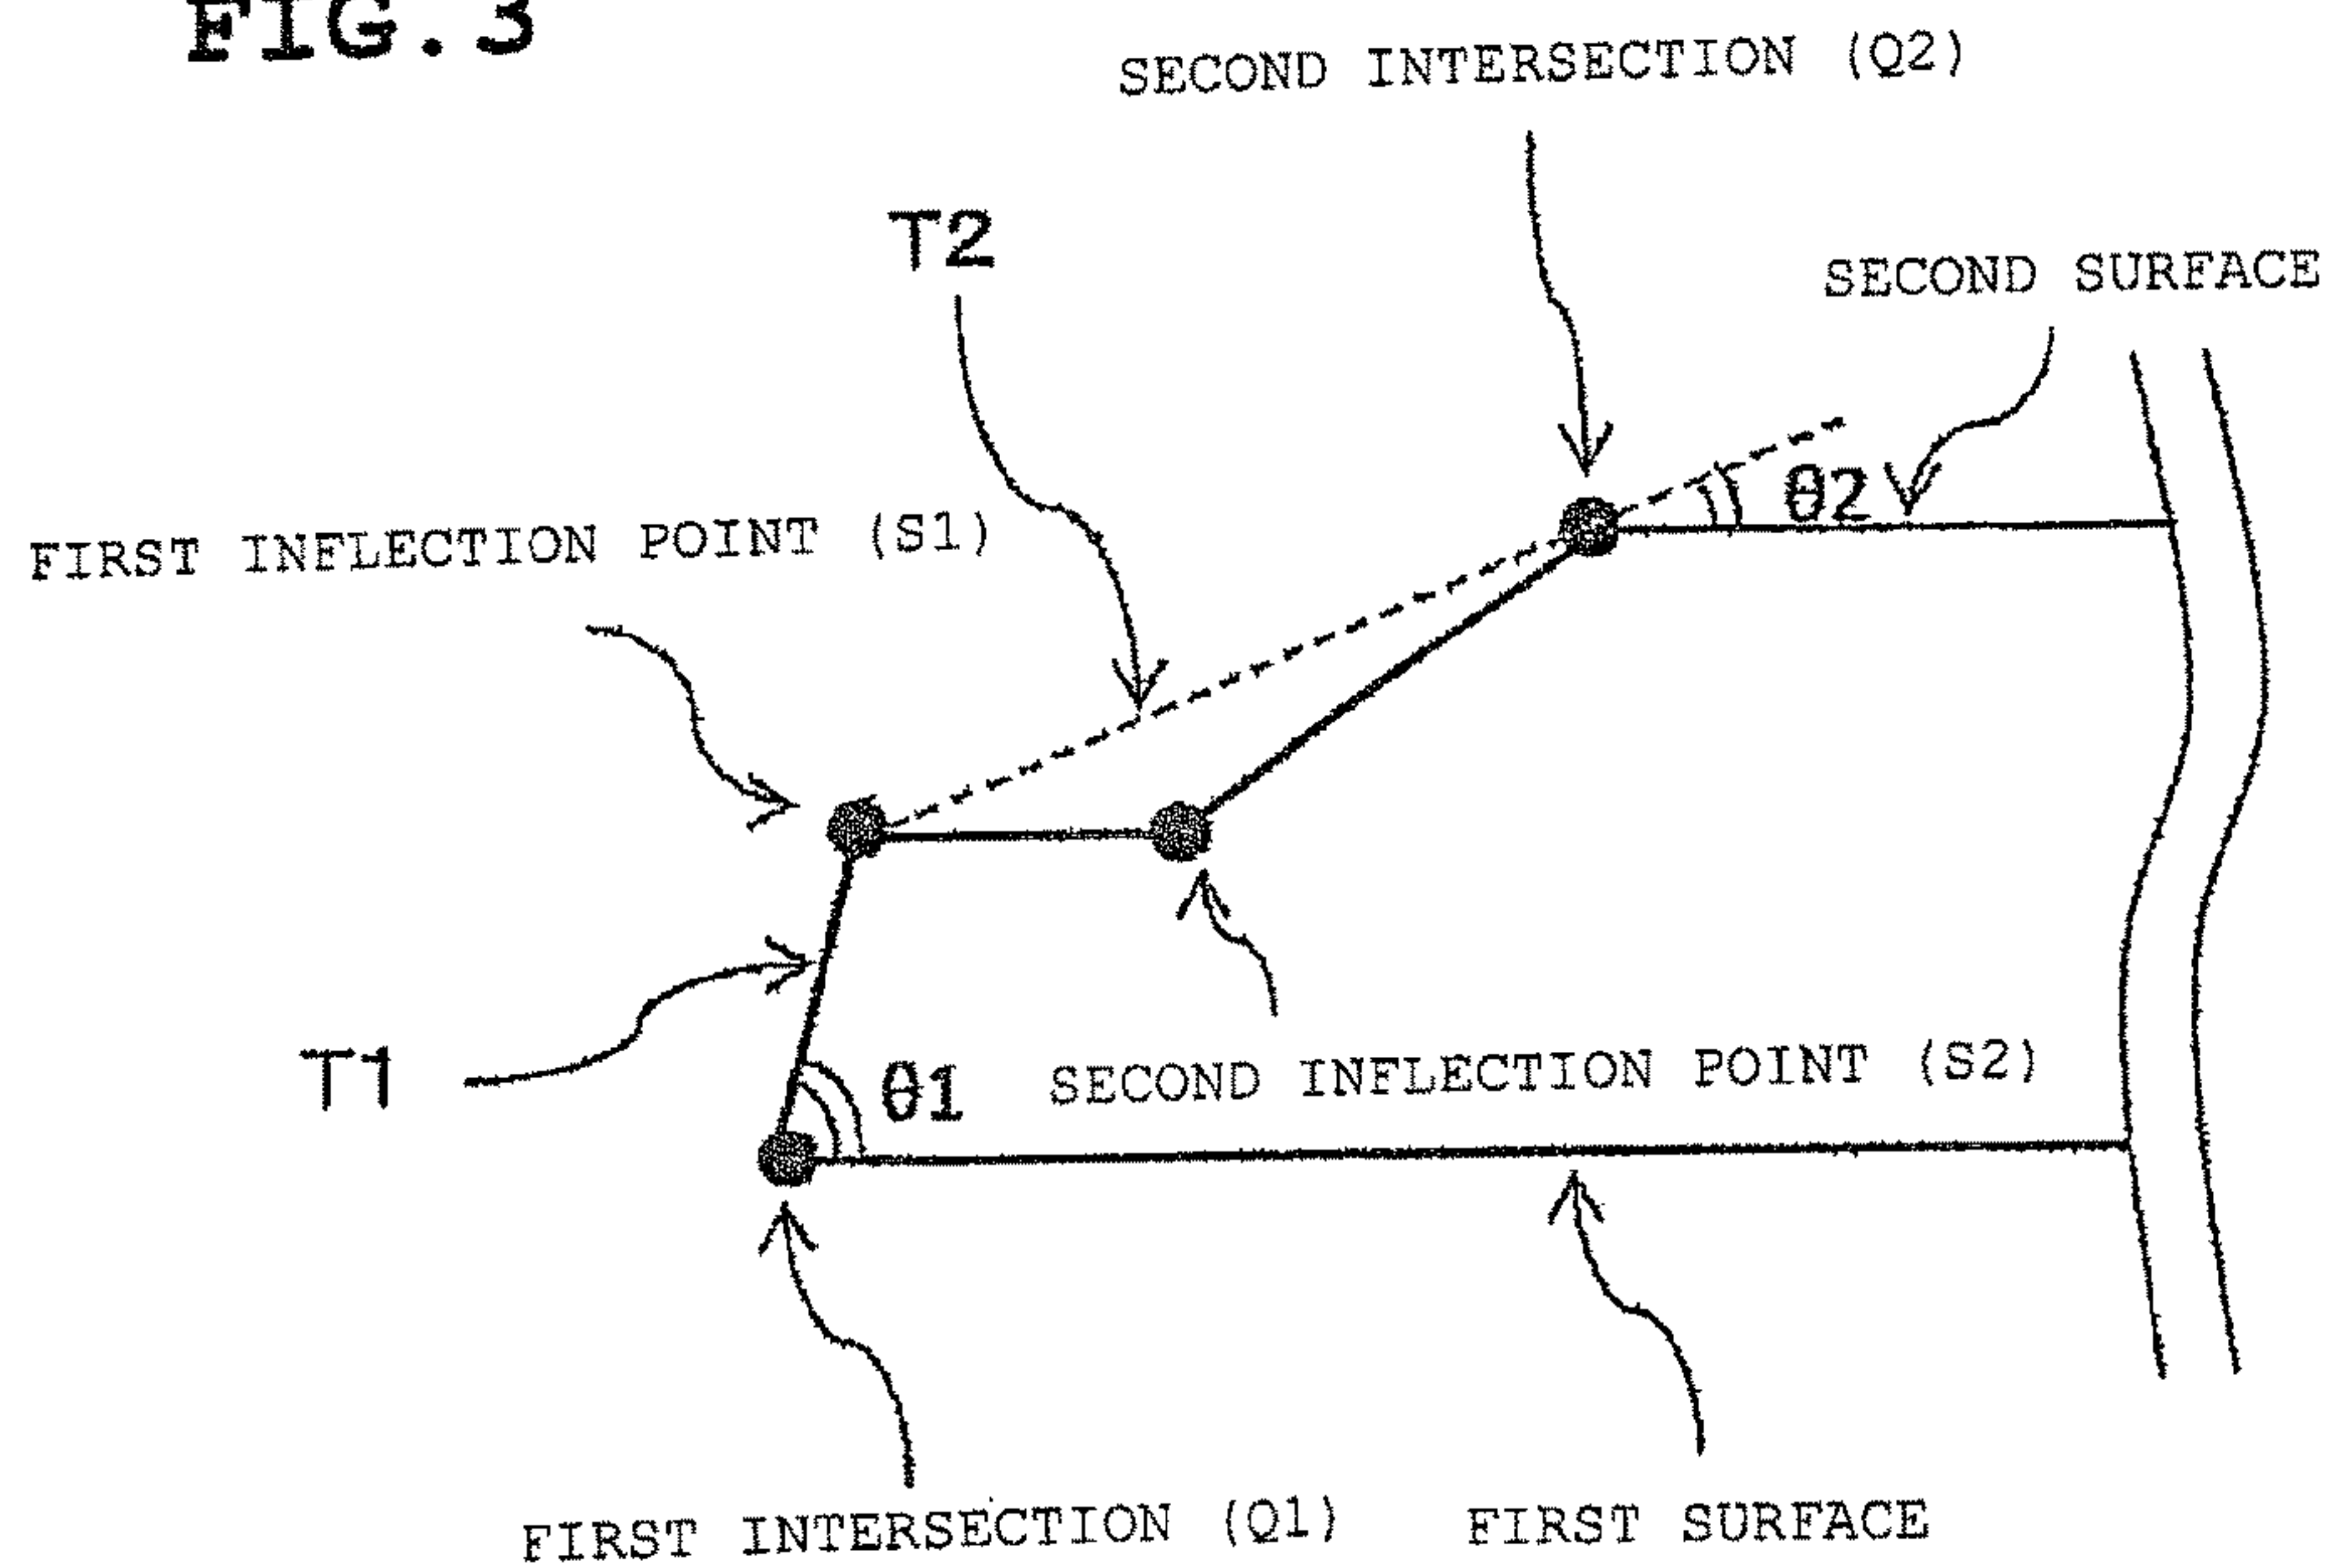 FIG.3
SECOND INTERSECTION (Q2)
T2
SECOND SURFACE
θ2
FIRST INFLECTION POINT (S1)
T1
θ1
SECOND INFLECTION POINT (S2)
FIRST INTERSECTION (Q1)
FIRST SURFACE